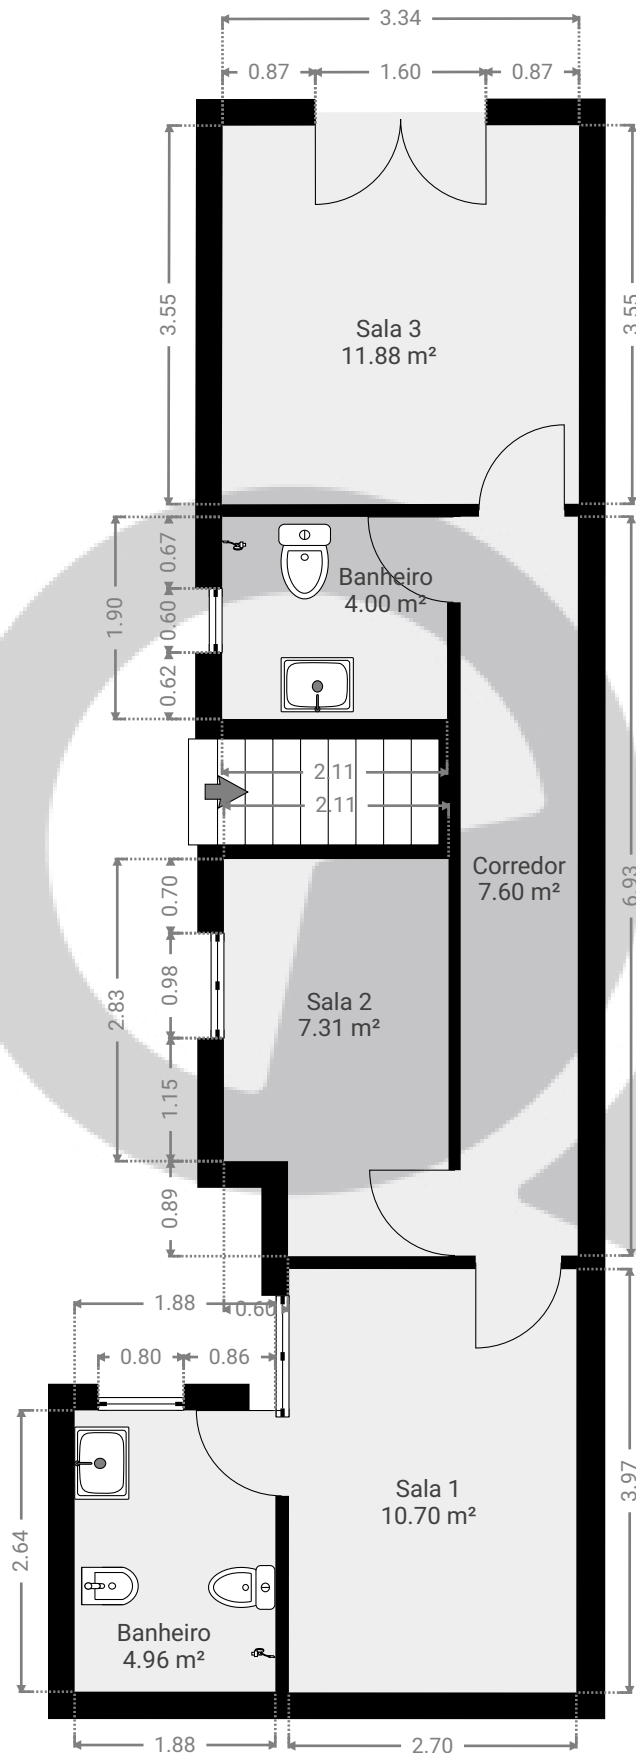 3.34
0.87
1.60
0.87
3.55
3.55
Sala 3
11.88 m²
0.67
1.90
0.60
0.62
Banheiro
4.00 m²
2.11
2.11
6.93
Corredor
7.60 m²
0.70
2.83
0.98
1.15
Sala 2
7.31 m²
0.89
1.88
0.60
0.80
0.86
3.97
Sala 1
10.70 m²
2.64
Banheiro
4.96 m²
1.88
2.70